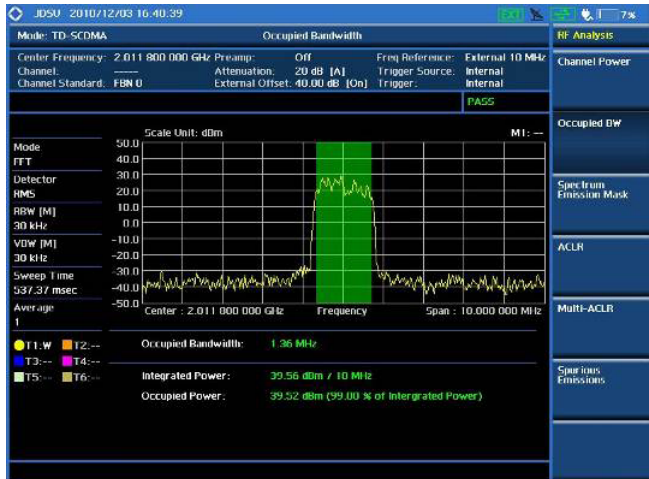 JDSU 2010/12/03 16:40:39 EXT 7%
Mode: TD-SCDMA Occupied Bandwidth RF Analysis
Center Frequency: 2.011 800 000 GHz Preamp: Off Freq Reference: External 10 MHz
Channel: ----- Attenuation: 20 dB [A] Trigger Source: Internal
Channel Standard: FBN 0 External Offset: 40.00 dB [On] Trigger: Internal
PASS
Channel Power
Occupied BW
Spectrum
Emission Mask
ACLR
Multi-ACLR
Spurious
Emissions
Scale Unit: dBm M1: --
Mode
FFT
Detector
RMS
RBW [M]
30 kHz
VBW [M]
30 kHz
Sweep Time
537.37 msec
Average
1
50.0
40.0
30.0
20.0
10.0
0.0
-10.0
-20.0
-30.0
-40.0
-50.0
Center : 2.011 000 000 GHz Frequency Span : 10.000 000 MHz
T1:W T2:--
T3:-- T4:--
T5:-- T6:--
Occupied Bandwidth: 1.36 MHz
Integrated Power: 39.56 dBm / 10 MHz
Occupied Power: 39.52 dBm (99.00 % of Intergrated Power)